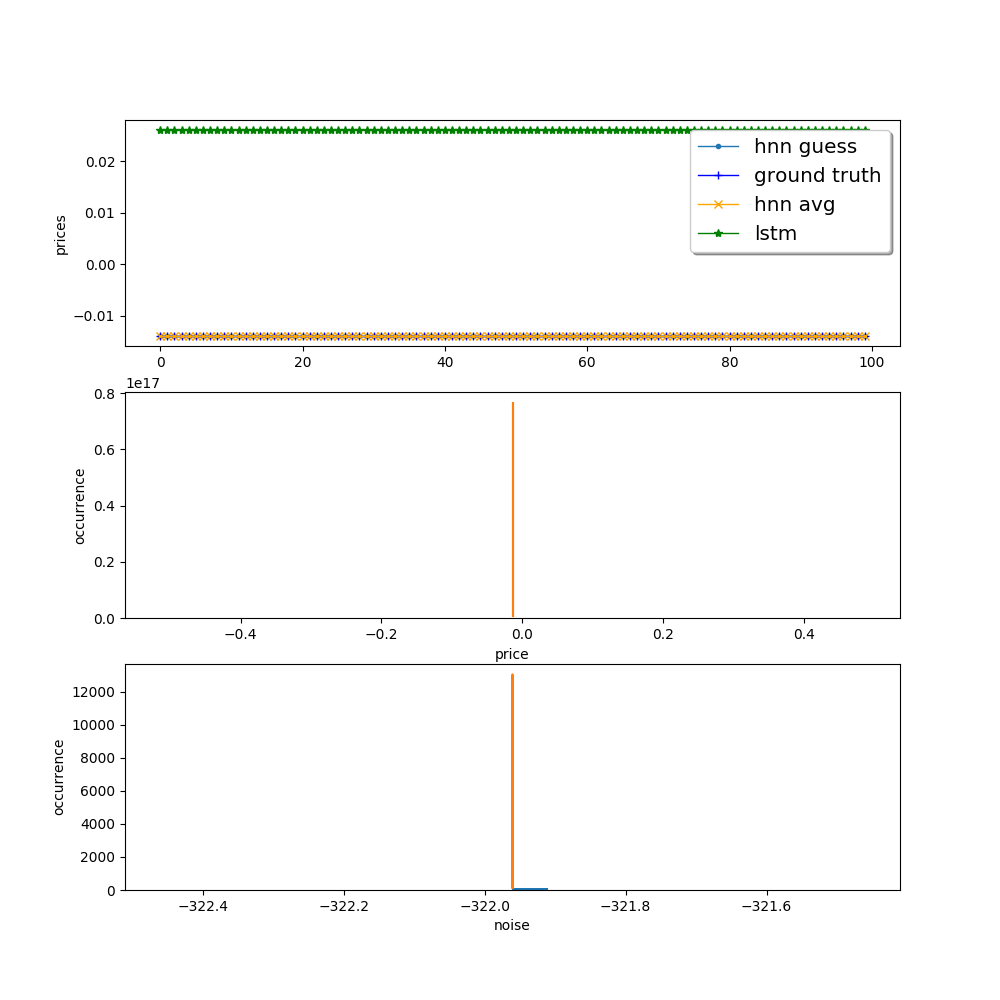 hnn guess
ground truth
hnn avg
lstm
prices
0.02
0.01
0.00
−0.01
0 20 40 60 80 100
1e17
occurrence
0.8
0.6
0.4
0.2
0.0
−0.4 −0.2 0.0 0.2 0.4
price
occurrence
12000
10000
8000
6000
4000
2000
0
−322.4 −322.2 −322.0 −321.8 −321.6
noise